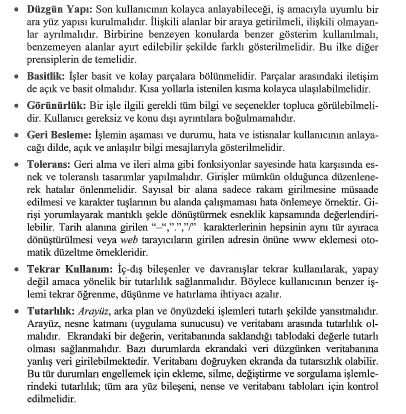 • Düzgün Yapı: Son kullanıcının kolayca anlayabileceği, iş amacıyla uyumlu bir
ara yüz yapısı kurulmalıdır. İlişkili alanlar bir araya getirilmeli, ilişkili olmayan-
lar ayrılmalıdır. Birbirine benzeyen konularda benzer gösterim kullanılmalı,
benzemeyen alanlar ayırt edilebilir şekilde farklı gösterilmelidir. Bu ilke diğer
prensiplerin de temelidir.
• Basitlik: İşler basit ve kolay parçalara bölünmelidir. Parçalar arasındaki iletişim
de açık ve basit olmalıdır. Kısa yollarla istenilen kısma kolayca ulaşılabilmelidir.
• Görünürlük: Bir işle ilgili gerekli tüm bilgi ve seçenekler topluca görülebilmeli-
dir. Kullanıcı gereksiz ve konu dışı ayrıntılara boğulmamalıdır.
• Geri Besleme: İşlemin aşaması ve durumu, hata ve istisnalar kullanıcının anlaya-
cağı dilde, açık ve anlaşılır bilgi mesajlarıyla gösterilmelidir.
• Tolerans: Geri alma ve ileri alma gibi fonksiyonlar sayesinde hata karşısında es-
nek ve toleranslı tasarımlar yapılmalıdır. Girişler mümkün olduğunca düzenlene-
rek hatalar önlenmelidir. Sayısal bir alana sadece rakam girilmesine müsaade
edilmesi ve karakter tuşlarının bu alanda çalışmaması hata önlemeye örnektir. Gi-
rişi yorumlayarak mantıklı şekle dönüştürmek esneklik kapsamında değerlendiri-
lebilir. Tarih alanına girilen “–“,”.”,”/” karakterlerinin hepsinin aynı tür ayıraca
dönüştürülmesi veya web tarayıcıların girilen adresin önüne www eklemesi oto-
matik düzeltme örnekleridir.
• Tekrar Kullanım: İç-dış bileşenler ve davranışlar tekrar kullanılarak, yapay
değil amaca yönelik bir tutarlılık sağlanmalıdır. Böylece kullanıcının benzer iş-
lemi tekrar öğrenme, düşünme ve hatırlama ihtiyacı azalır.
• Tutarlılık: Arayüz, arka plan ve önyüzdeki işlemleri tutarlı şekilde yansıtmalıdır.
Arayüz, nesne katmanı (uygulama sunucusu) ve veritabanı arasında tutarlılık ol-
malıdır. Ekrandaki bir değerin, veritabanında saklandığı tablodaki değerle tutarlı
olması sağlanmalıdır. Bazı durumlarda ekrandaki veri düzgünken veritabanına
yanlış veri girilebilmektedir. Veritabanı doğruyken ekranda da tutarsızlık olabilir.
Bu tür durumları engellemek için ekleme, silme, değiştirme ve sorgulama işlemle-
rindeki tutarlılık; tüm ara yüz bileşeni, nense ve veritabanı tabloları için kontrol
edilmelidir.